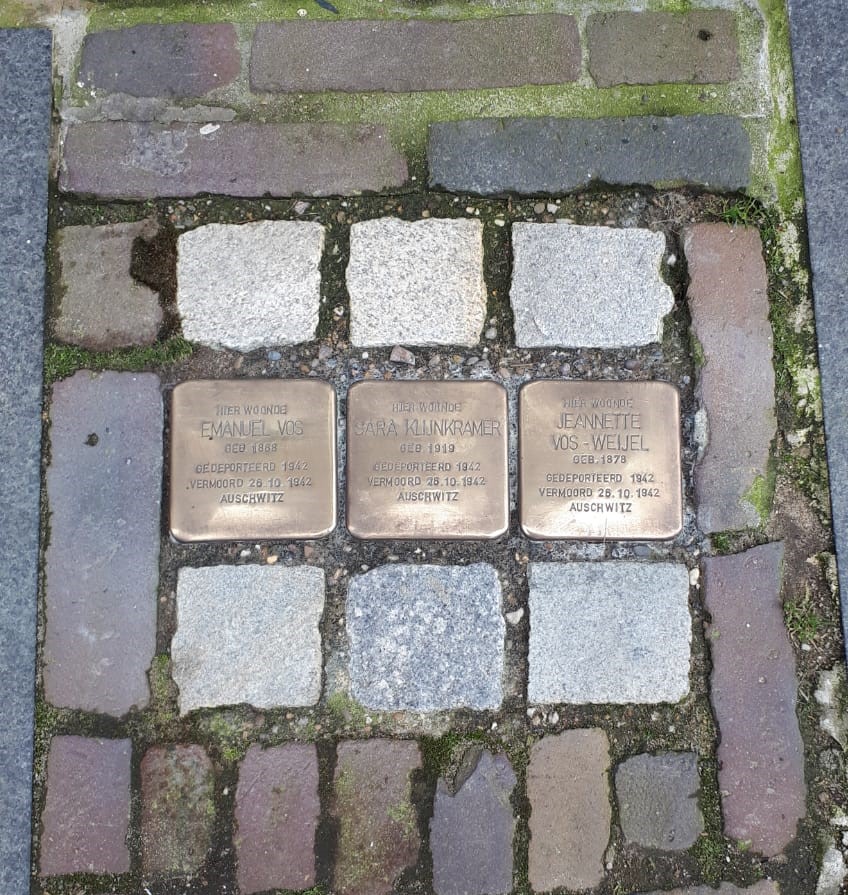 HIER WOONDE
EMANUEL VOS
GEB. 1868
GEDEPORTEERD 1942
VERMOORD 26.10.1942
AUSCHWITZ
HIER WOONDE
SARA KLIJNKRAMER
GEB. 1919
GEDEPORTEERD 1942
VERMOORD 26.10.1942
AUSCHWITZ
HIER WOONDE
JEANNETTE
VOS-WEIJEL
GEB. 1878
GEDEPORTEERD 1942
VERMOORD 26.10.1942
AUSCHWITZ